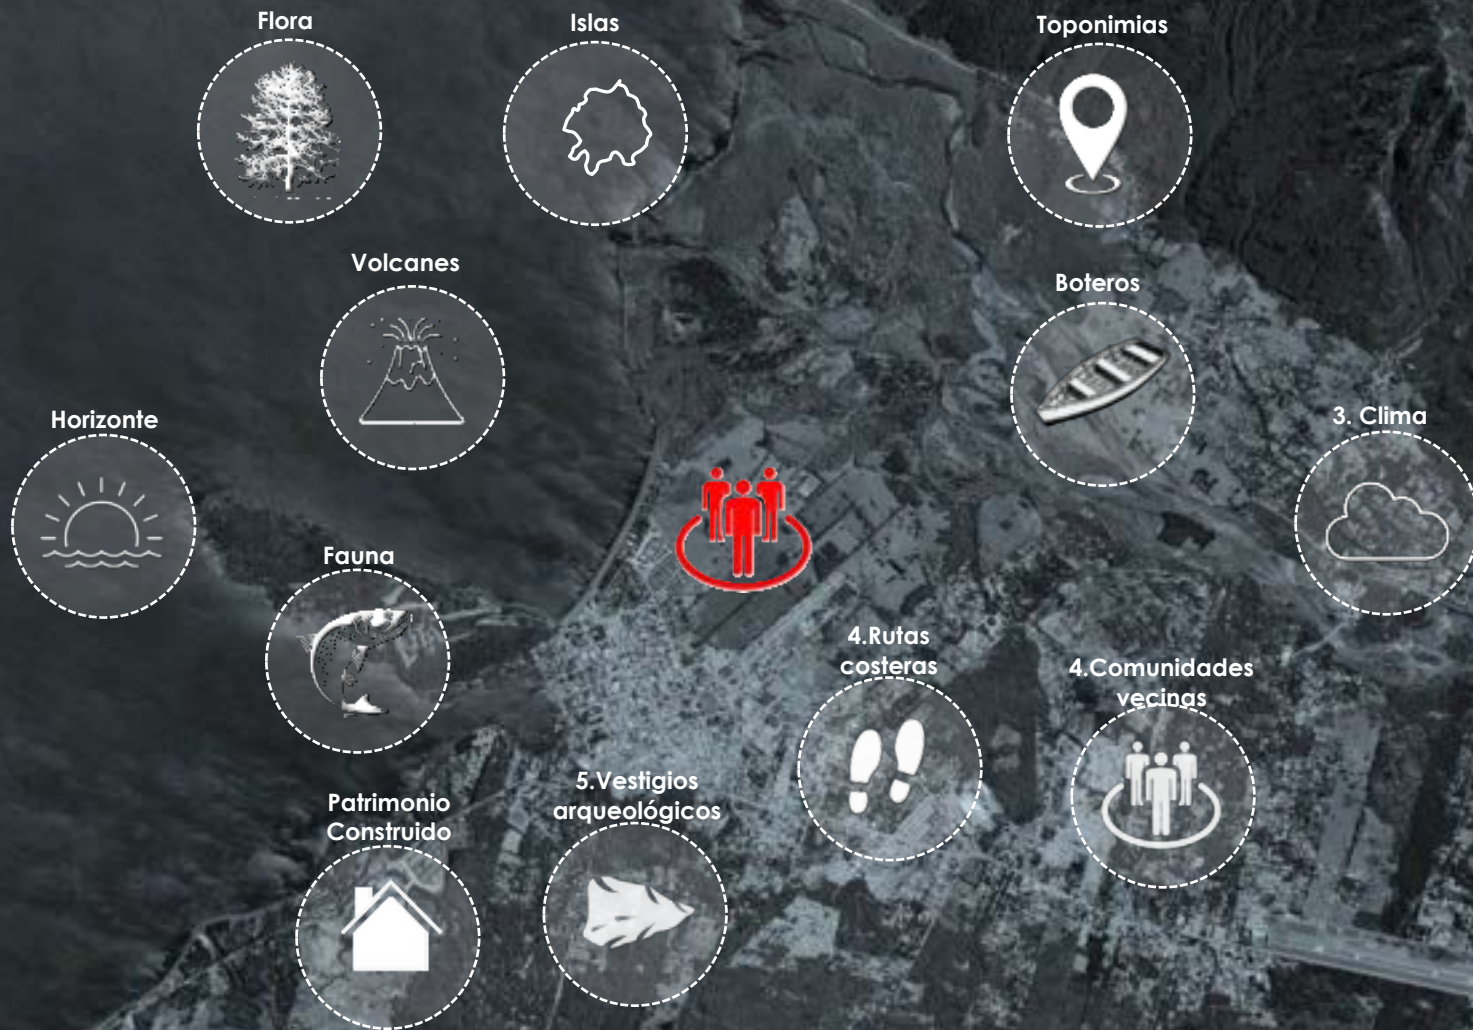 Flora
Islas
Toponimias
Volcanes
Boteros
Horizonte
3. Clima
Fauna
4.Rutas
costeras
4.Comunidades
vecinas
5.Vestigios
arqueológicos
Patrimonio
Construido